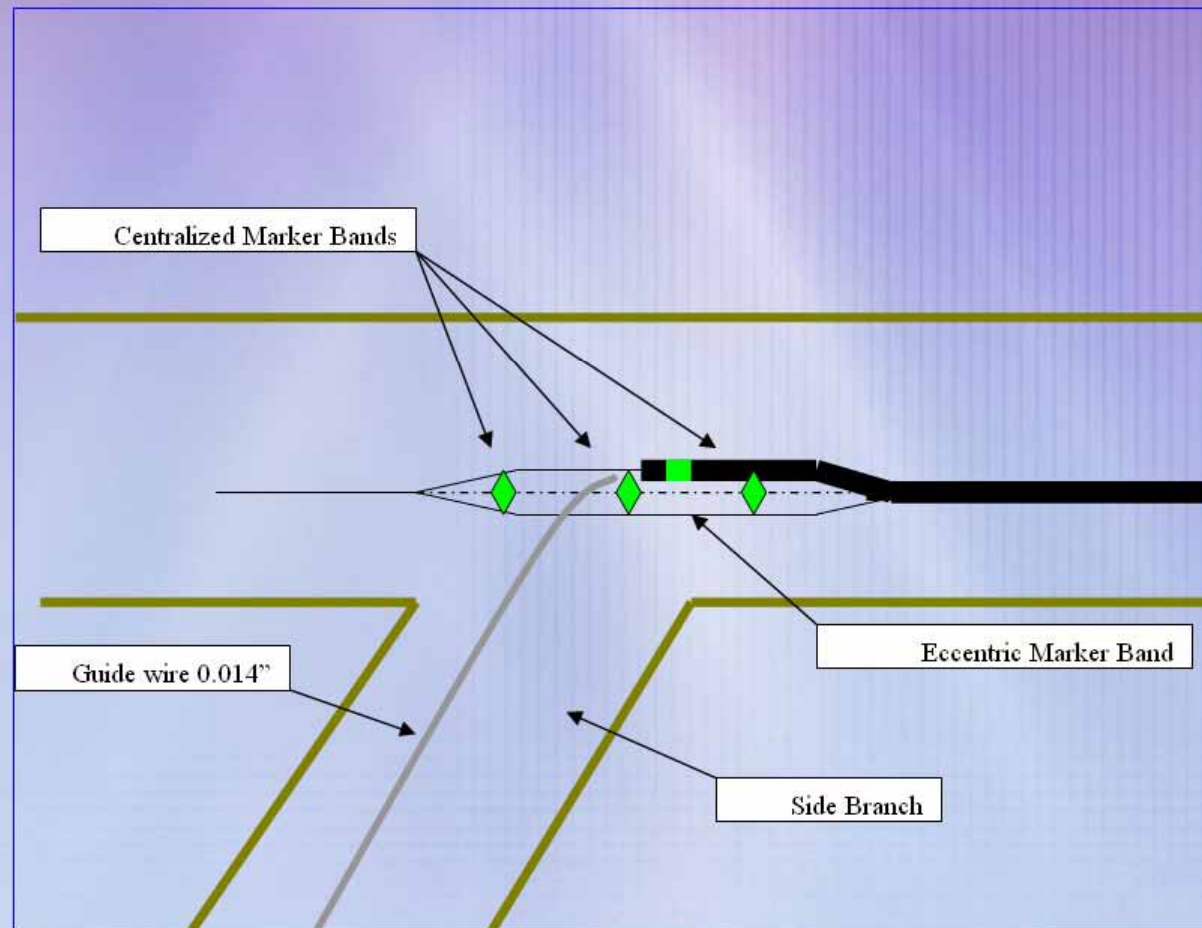 Centralized Marker Bands
Eccentric Marker Band
Guide wire 0.014”
Side Branch